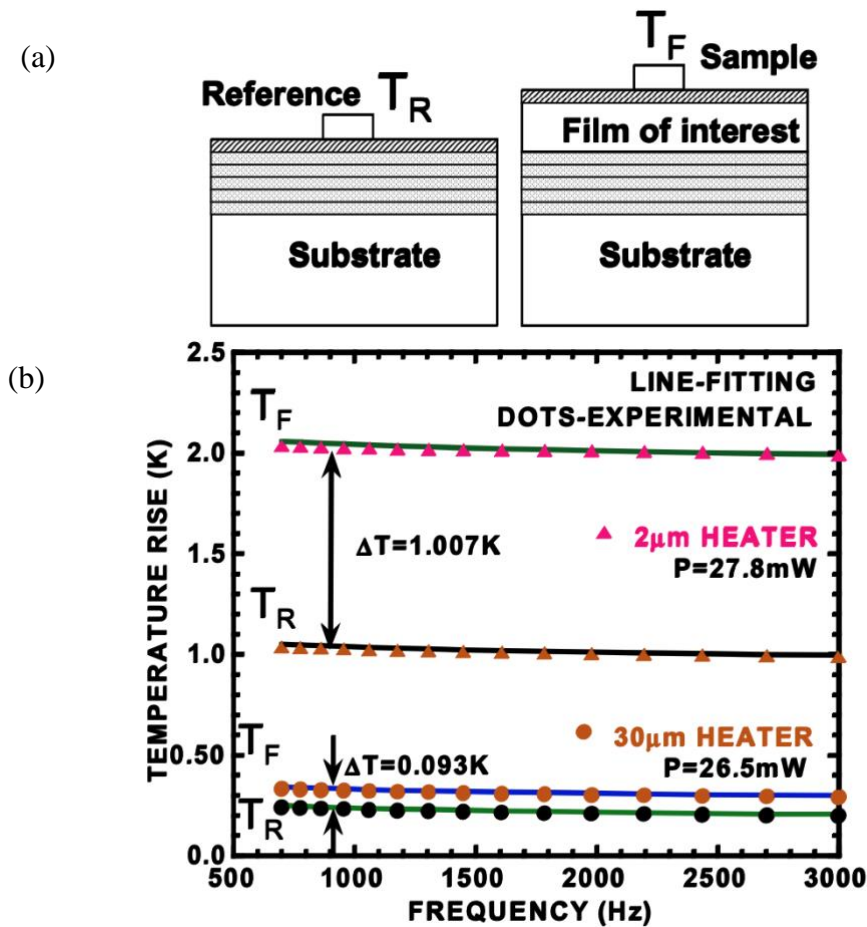 (a)
T_F
Sample
Reference T_R
Film of interest
Substrate
Substrate
(b)
2.5
2.0
1.5
1.0
0.50
0.0
TEMPERATURE RISE (K)
LINE-FITTING
DOTS-EXPERIMENTAL
T_F
ΔT=1.007K
2µm HEATER
P=27.8mW
T_R
T_F
ΔT=0.093K
30µm HEATER
P=26.5mW
T_R
500 1000 1500 2000 2500 3000
FREQUENCY (Hz)